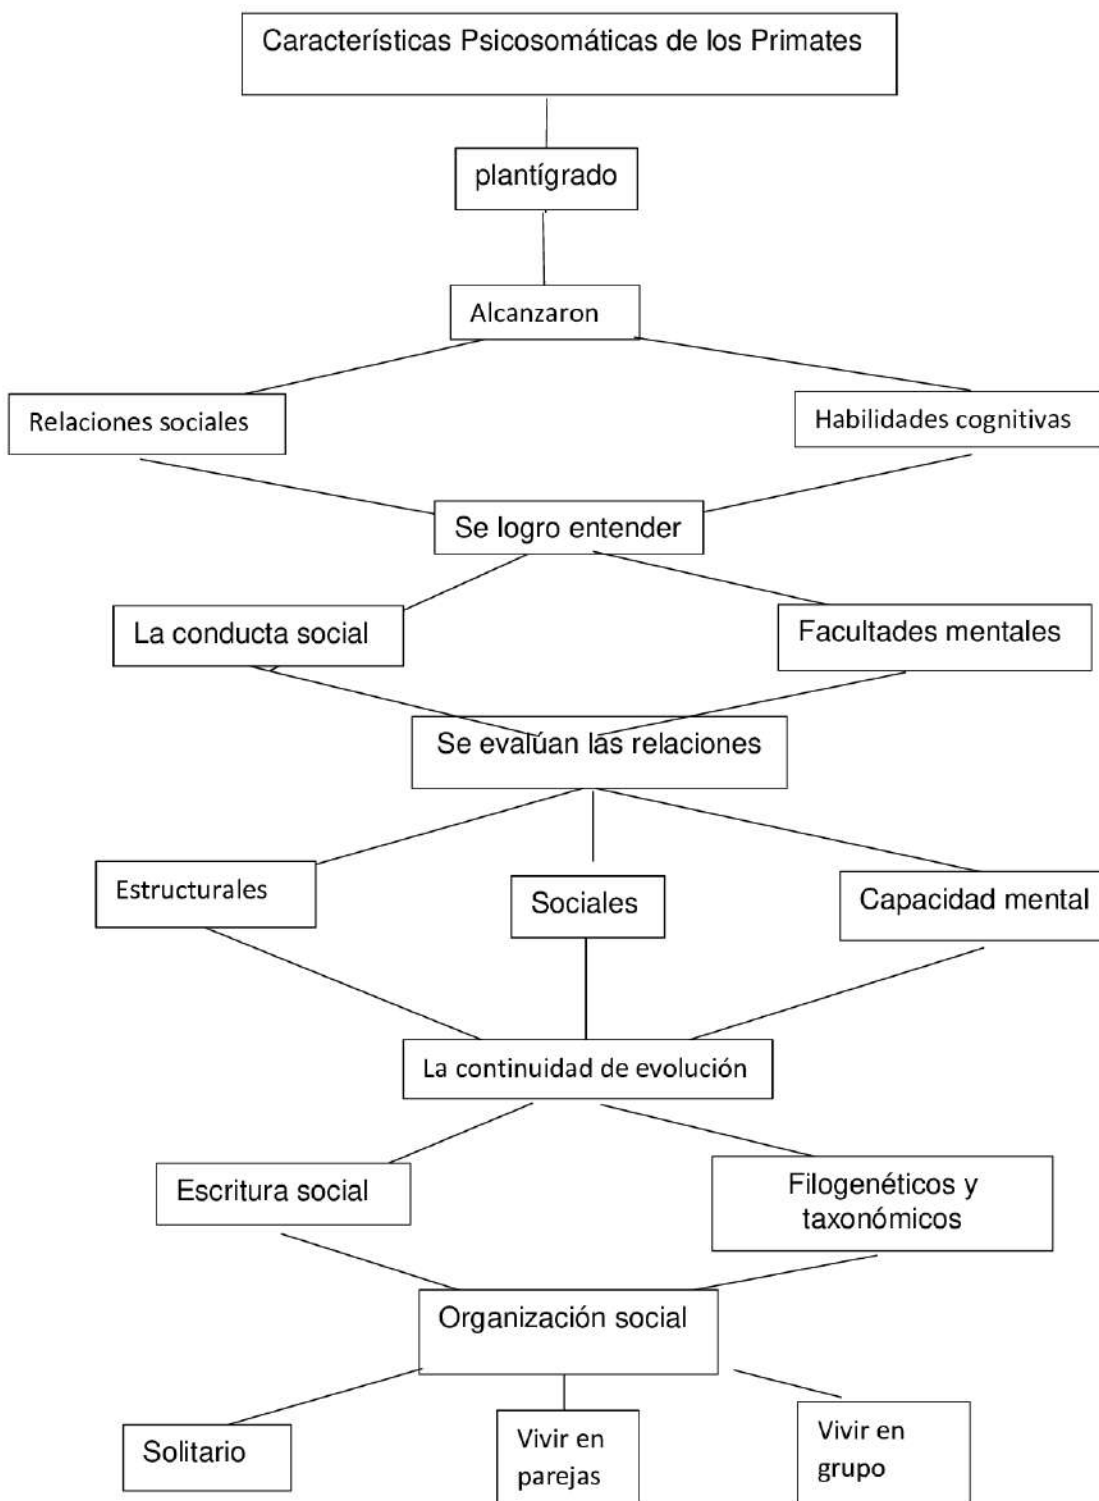 Características Psicosomáticas de los Primates
plantígrado
Alcanzaron
Relaciones sociales
Habilidades cognitivas
Se logro entender
La conducta social
Facultades mentales
Se evalúan las relaciones
Estructurales
Sociales
Capacidad mental
La continuidad de evolución
Escritura social
Filogenéticos y
taxonómicos
Organización social
Solitario
Vivir en
parejas
Vivir en
grupo